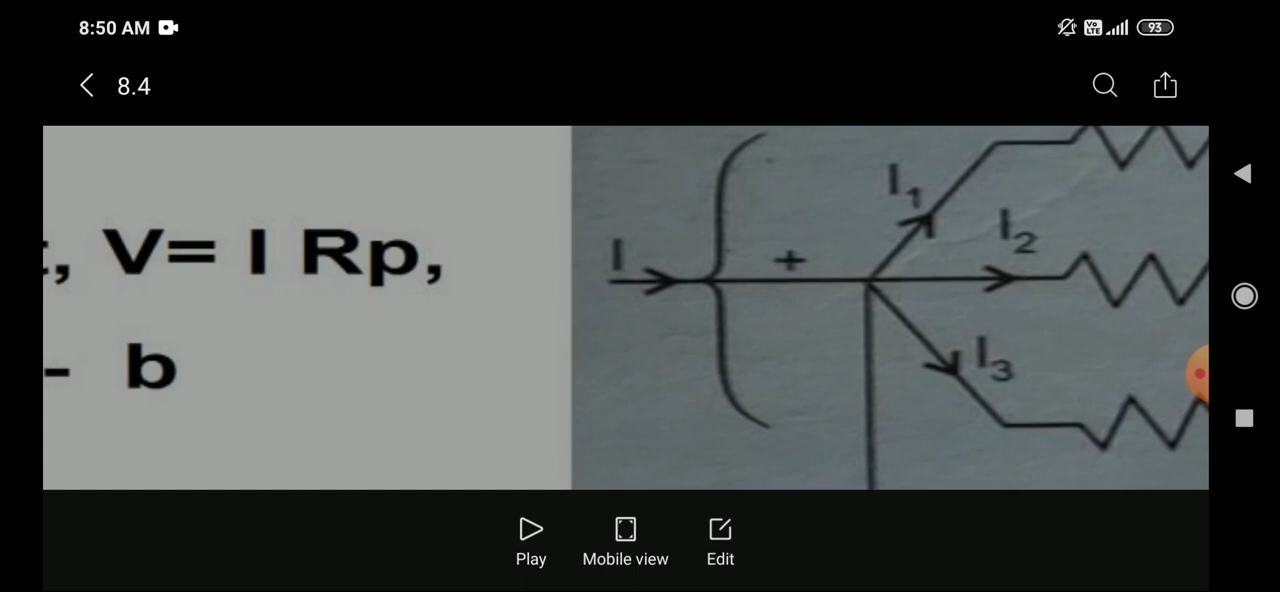 8:50 AM
93
8.4
, V= I Rp,
- b
I
+
I₁
I₂
I₃
Play
Mobile view
Edit